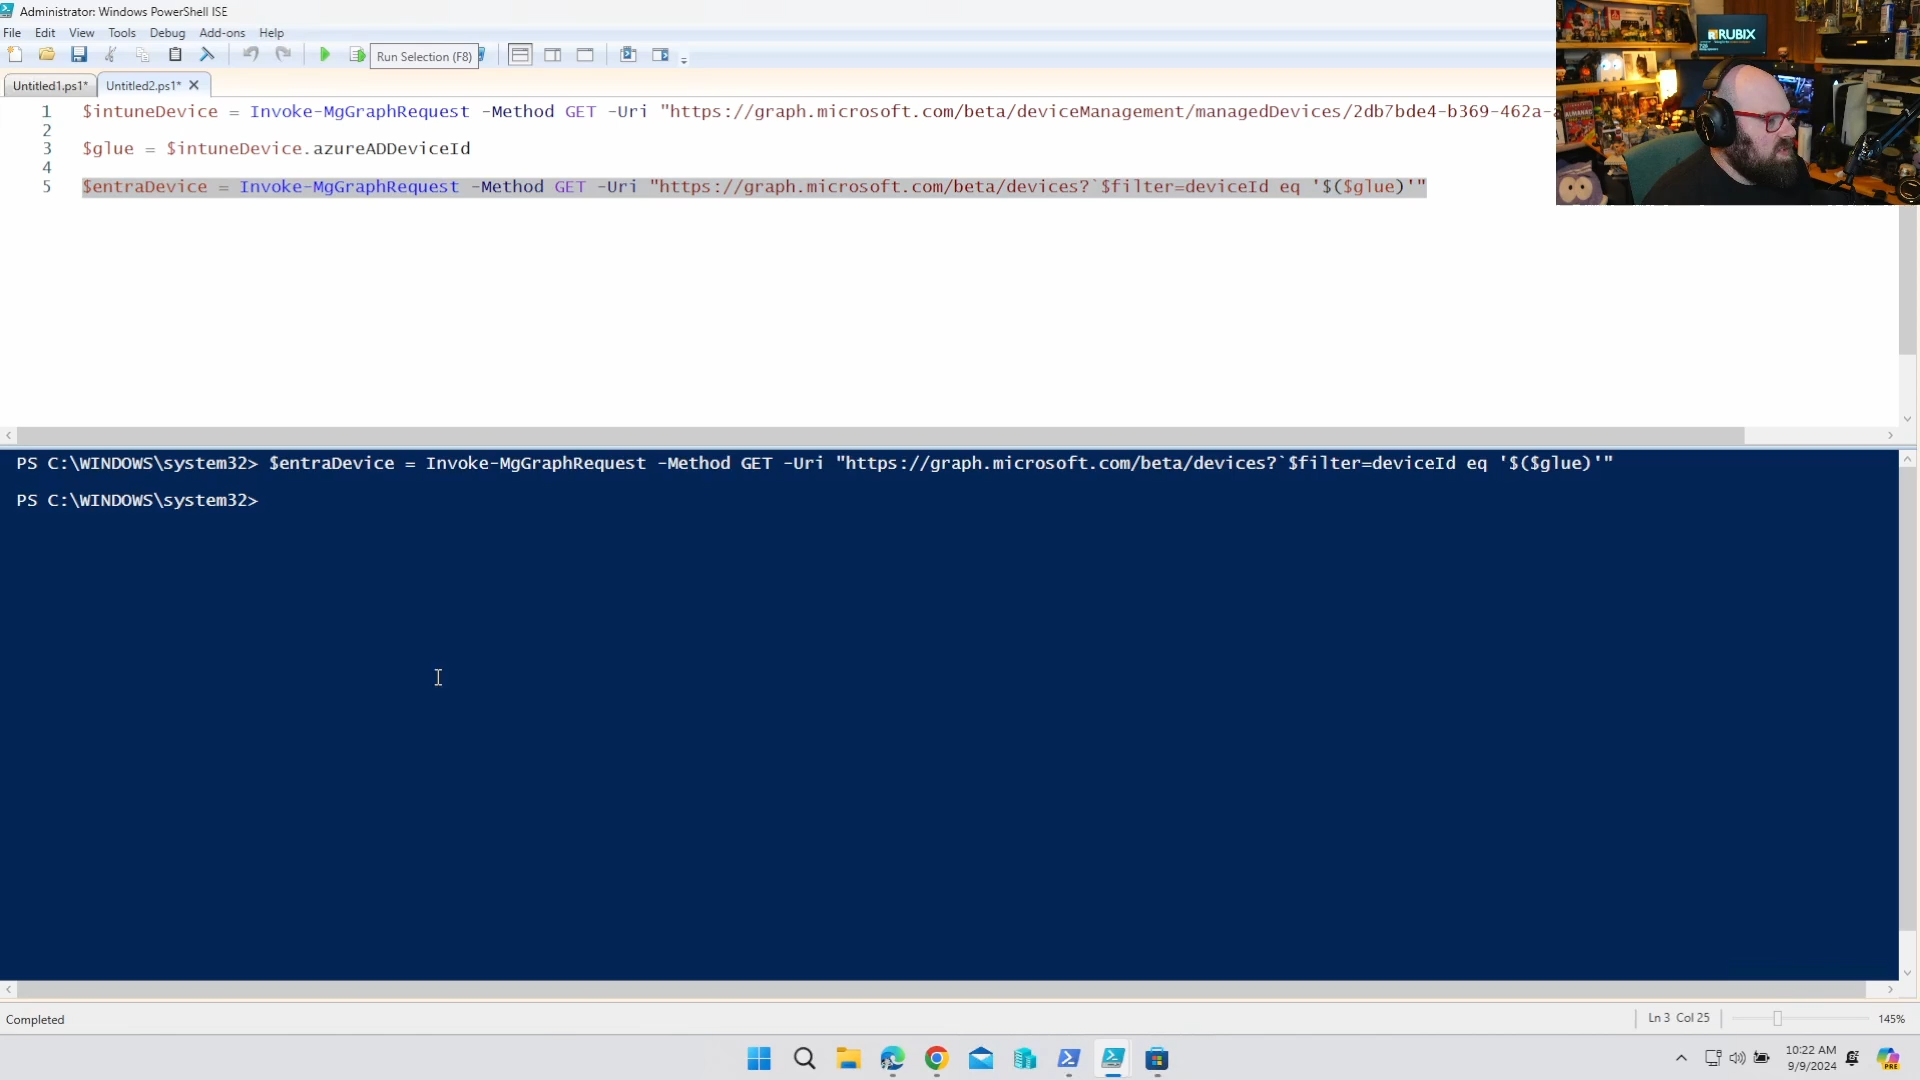 Administrator: Windows PowerShell ISE
File Edit View Tools Debug Add-ons Help
Run Selection (F8)
Untitled1.ps1* Untitled2.ps1*
1 $intuneDevice = Invoke-MgGraphRequest -Method GET -Uri "https://graph.microsoft.com/beta/deviceManagement/managedDevices/2db7bde4-b369-462a-
2
3 $glue = $intuneDevice.azureADDeviceId
4
5 $entraDevice = Invoke-MgGraphRequest -Method GET -Uri "https://graph.microsoft.com/beta/devices?`$filter=deviceId eq '$($glue)'"
RUBIX
PS C:\WINDOWS\system32> $entraDevice = Invoke-MgGraphRequest -Method GET -Uri "https://graph.microsoft.com/beta/devices?`$filter=deviceId eq '$($glue)'"
PS C:\WINDOWS\system32>
Completed
Ln 3 Col 25
145%
10:22 AM
9/9/2024
PRE